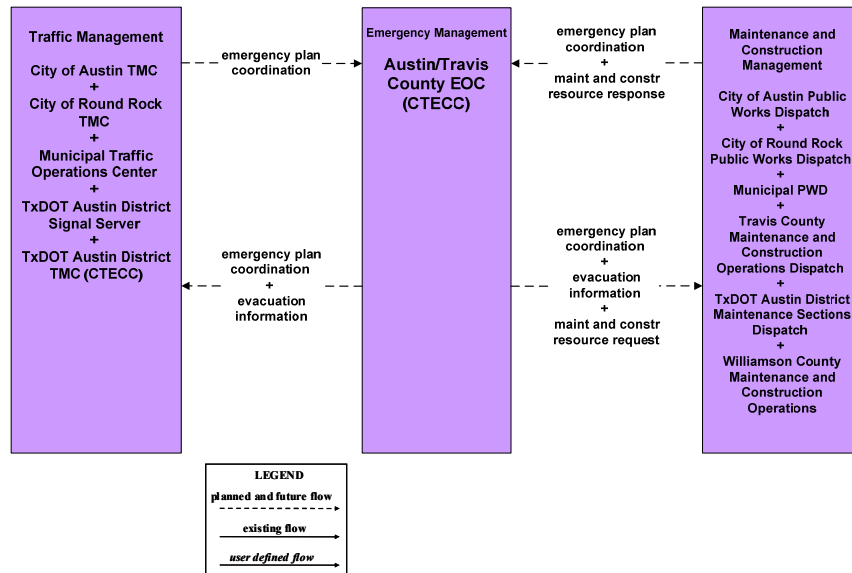 Traffic Management
City of Austin TMC
+
City of Round Rock
TMC
+
Municipal Traffic
Operations Center
+
TxDOT Austin District
Signal Server
+
TxDOT Austin District
TMC (CTECC)
emergency plan
coordination
emergency plan
coordination
+
evacuation
information
Emergency Management
Austin/Travis
County EOC
(CTECC)
emergency plan
coordination
+
maint and constr
resource response
emergency plan
coordination
+
evacuation
information
+
maint and constr
resource request
Maintenance and
Construction
Management
City of Austin Public
Works Dispatch
+
City of Round Rock
Public Works Dispatch
+
Municipal PWD
+
Travis County
Maintenance and
Construction
Operations Dispatch
+
TxDOT Austin District
Maintenance Sections
Dispatch
+
Williamson County
Maintenance and
Construction
Operations
LEGEND
planned and future flow
existing flow
user defined flow